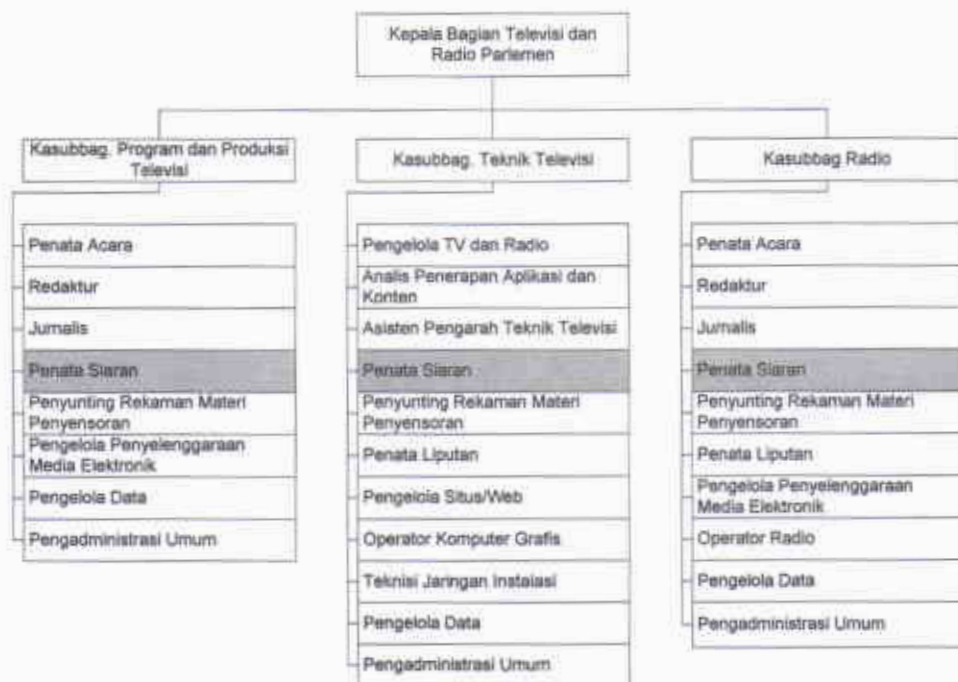 Kepala Bagian Televisi dan
Radio Parlemen
Kasubbag. Program dan Produksi
Televisi
Penata Acara
Redaktur
Jurnalis
Penata Siaran
Penyunting Rekaman Materi
Penyensoran
Pengelola Penyelenggaraan
Media Elektronik
Pengelola Data
Pengadministrasi Umum
Kasubbag. Teknik Televisi
Pengelola TV dan Radio
Analis Penerapan Aplikasi dan
Konten
Asisten Pengarah Teknik Televisi
Penata Siaran
Penyunting Rekaman Materi
Penyensoran
Penata Liputan
Pengelola Situs/Web
Operator Komputer Grafis
Teknisi Jaringan Instalasi
Pengelola Data
Pengadministrasi Umum
Kasubbag Radio
Penata Acara
Redaktur
Jurnalis
Penata Siaran
Penyunting Rekaman Materi
Penyensoran
Penata Liputan
Pengelola Penyelenggaraan
Media Elektronik
Operator Radio
Pengelola Data
Pengadministrasi Umum